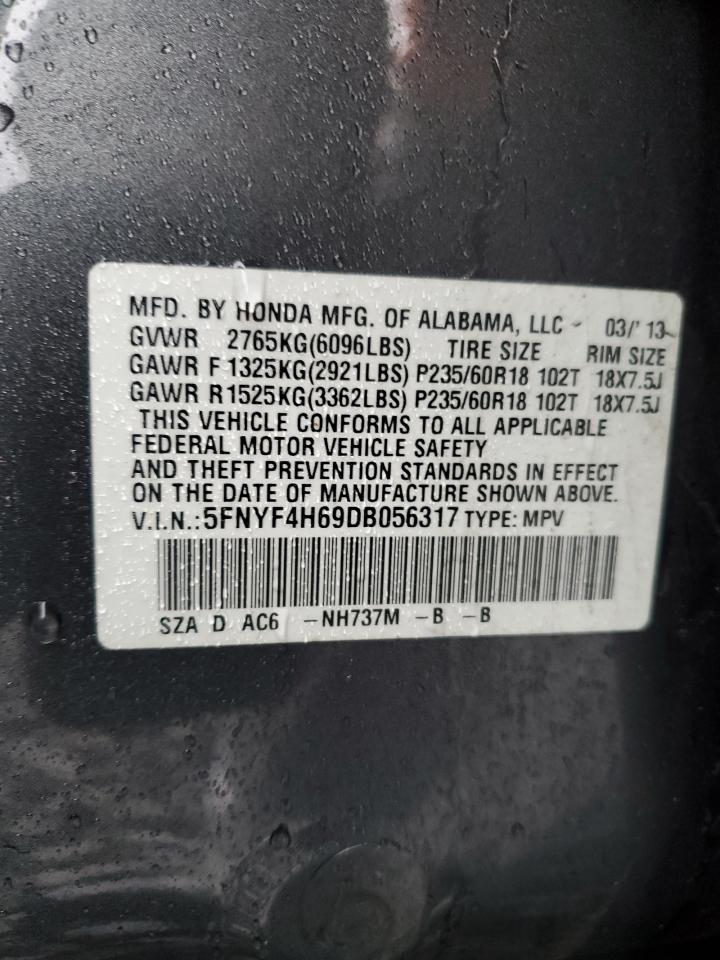 MFD. BY HONDA MFG. OF ALABAMA, LLC - 03/'13
GVWR 2765KG(6096LBS) TIRE SIZE RIM SIZE
GAWR F 1325KG(2921LBS) P235/60R18 102T 18X7.5J
GAWR R1525KG(3362LBS) P235/60R18 102T 18X7.5J
THIS VEHICLE CONFORMS TO ALL APPLICABLE
FEDERAL MOTOR VEHICLE SAFETY
AND THEFT PREVENTION STANDARDS IN EFFECT
ON THE DATE OF MANUFACTURE SHOWN ABOVE.
V.I.N.: 5FNYF4H69DB056317 TYPE: MPV
SZA D AC6 -NH737M -B -B